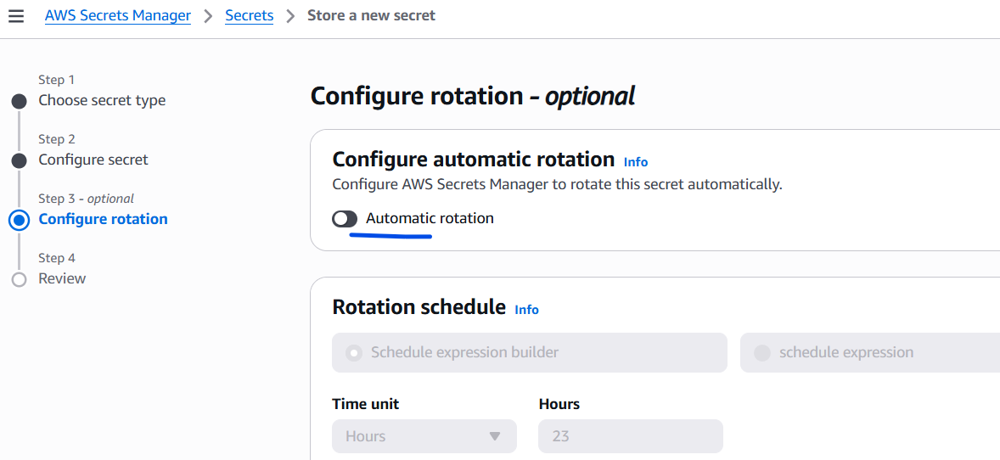 AWS Secrets Manager > Secrets > Store a new secret
Step 1
Choose secret type
Step 2
Configure secret
Step 3 - optional
Configure rotation
Step 4
Review
Configure rotation - optional
Configure automatic rotation Info
Configure AWS Secrets Manager to rotate this secret automatically.
Automatic rotation
Rotation schedule Info
Schedule expression builder
schedule expression
Time unit
Hours
Hours
23